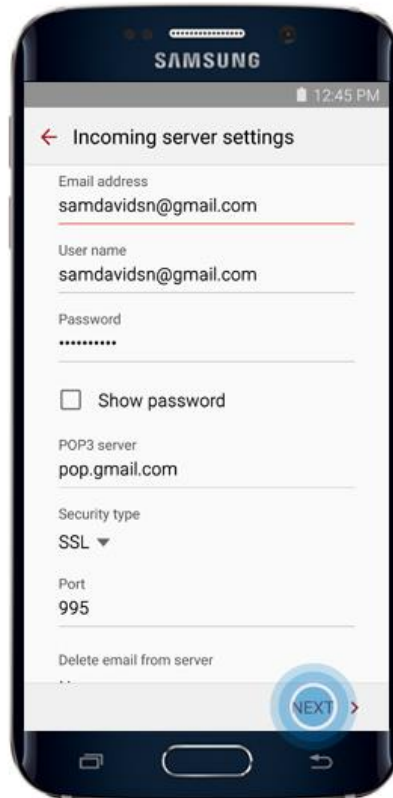 SAMSUNG
12:45 PM
Incoming server settings
Email address
samdavidsn@gmail.com
User name
samdavidsn@gmail.com
Password
••••••••••
Show password
POP3 server
pop.gmail.com
Security type
SSL
Port
995
Delete email from server
NEXT